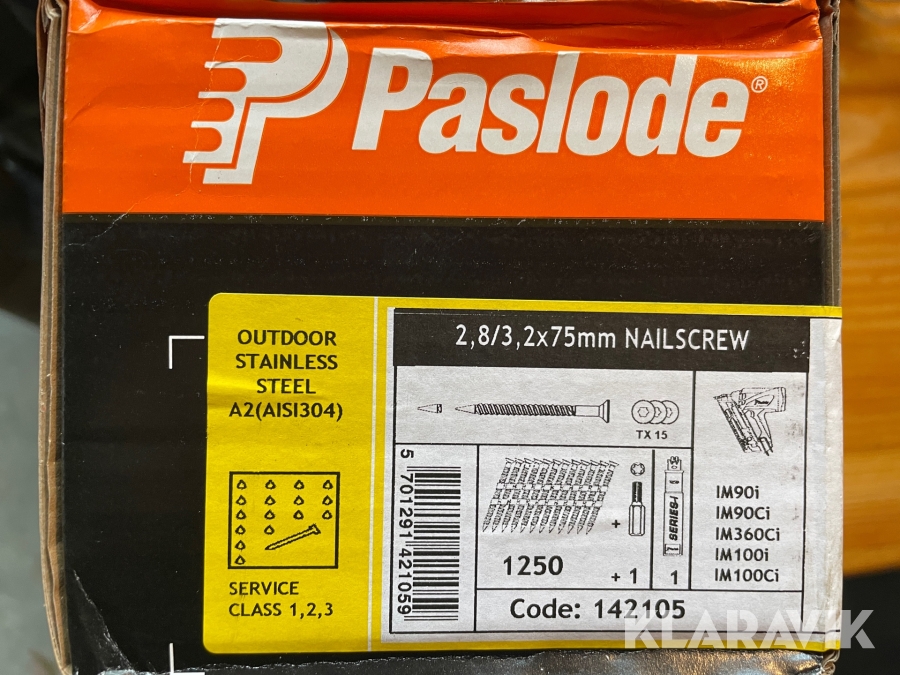 Paslode®
OUTDOOR
STAINLESS
STEEL
A2(AISI304)
SERVICE
CLASS 1,2,3
2,8/3,2x75mm NAILSCREW
TX 15
5 701291 421059
1250
+
+ 1
SERIES-i
1
IM90i
IM90Ci
IM360Ci
IM100i
IM100Ci
Code: 142105
KLARAVIK